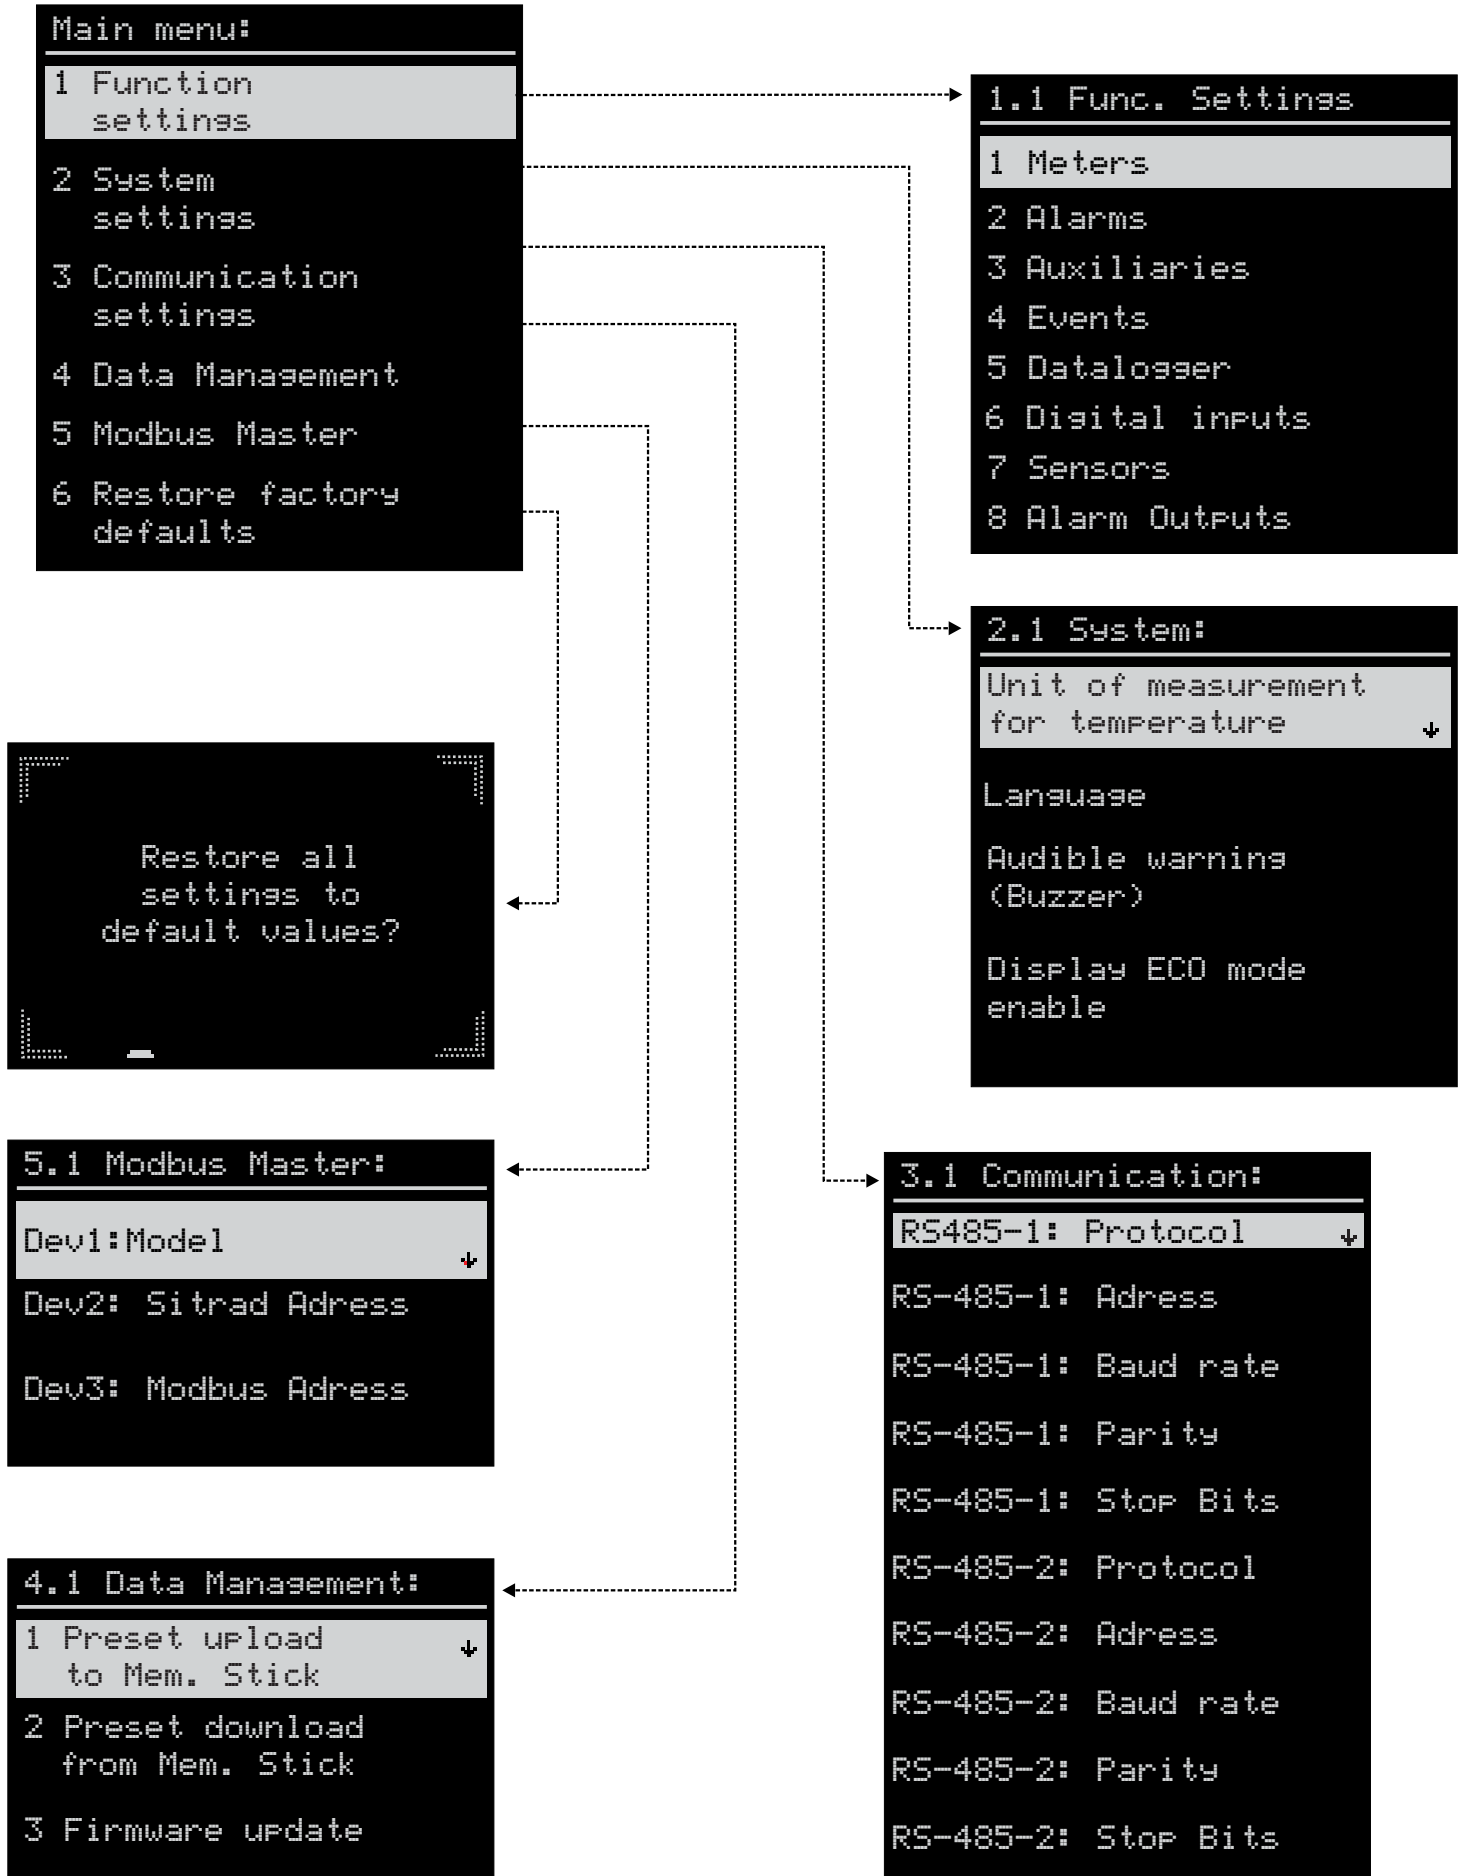 Main menu:
1 Function
settings
2 System
settings
3 Communication
settings
4 Data Management
5 Modbus Master
6 Restore factory
defaults
1.1 Func. Settings
1 Meters
2 Alarms
3 Auxiliaries
4 Events
5 Datalogger
6 Digital inputs
7 Sensors
8 Alarm Outputs
2.1 System:
Unit of measurement
for temperature
Language
Audible warning
(Buzzer)
Display ECO mode
enable
Restore all
settings to
default values?
5.1 Modbus Master:
Dev1:Model
Dev2: Sitrad Adress
Dev3: Modbus Adress
3.1 Communication:
RS485-1: Protocol
RS-485-1: Adress
RS-485-1: Baud rate
RS-485-1: Parity
RS-485-1: Stop Bits
RS-485-2: Protocol
RS-485-2: Adress
RS-485-2: Baud rate
RS-485-2: Parity
RS-485-2: Stop Bits
4.1 Data Management:
1 Preset upload
to Mem. Stick
2 Preset download
from Mem. Stick
3 Firmware update